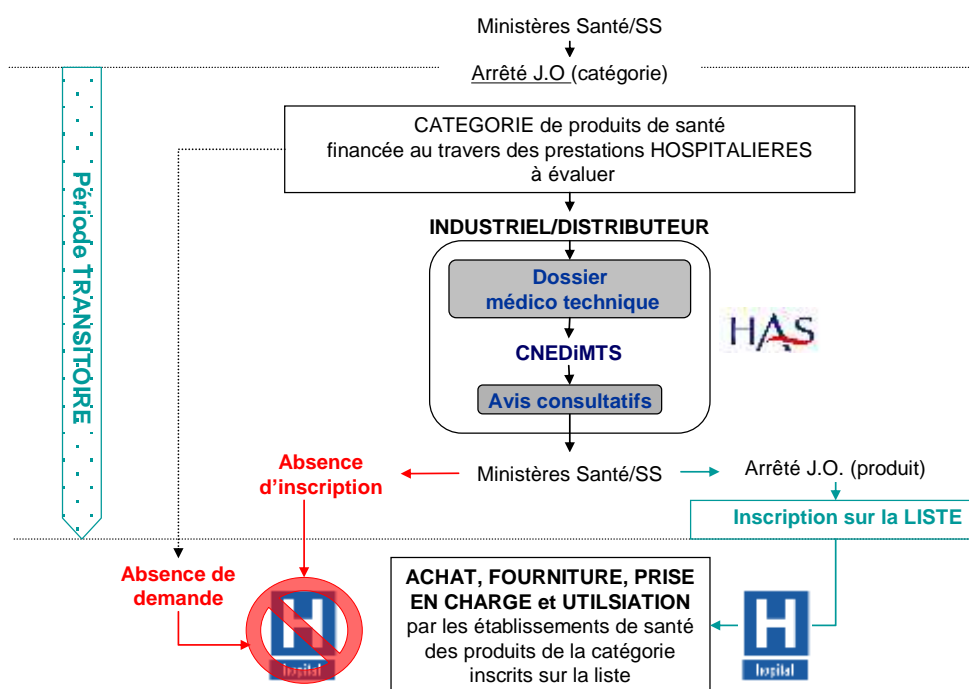 Ministères Santé/SS
Arrêté J.O (catégorie)
CATEGORIE de produits de santé
financée au travers des prestations HOSPITALIERES
à évaluer
Période TRANSITOIRE
INDUSTRIEL/DISTRIBUTEUR
Dossier
médico technique
HAS
CNEDiMTS
Avis consultatifs
Absence
d'inscription
Ministères Santé/SS
Arrêté J.O. (produit)
Inscription sur la LISTE
Absence de
demande
H
hospital
ACHAT, FOURNITURE, PRISE
EN CHARGE et UTILSIATION
par les établissements de santé
des produits de la catégorie
inscrits sur la liste
H
hospital